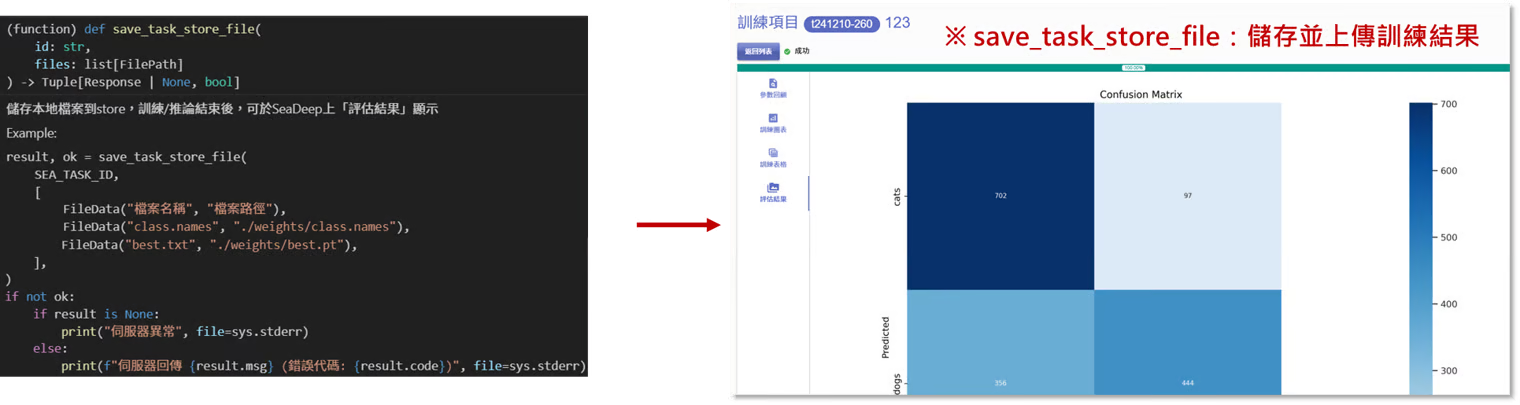 (function) def save_task_store_file(
    id: str,
    files: list[FilePath]
) -> Tuple[Response | None, bool]
儲存本地檔案到store，訓練/推論結束後，可於SeaDeep上「評估結果」顯示
Example:
result, ok = save_task_store_file(
    SEA_TASK_ID,
    [
        FileData("檔案名稱", "檔案路徑"),
        FileData("class.names", "./weights/class.names"),
        FileData("best.txt", "./weights/best.pt"),
    ],
)
if not ok:
    if result is None:
        print("伺服器異常", file=sys.stderr)
    else:
        print(f"伺服器回傳 {result.msg} (錯誤代碼: {result.code})", file=sys.stderr)
訓練項目 t241210-260 123
※ save_task_store_file：儲存並上傳訓練結果
返回列表 成功
100.00%
參數回顧
訓練圖表
訓練表格
評估結果
Confusion Matrix
cats
702
97
Predicted
dogs
356
444
700
600
500
400
300